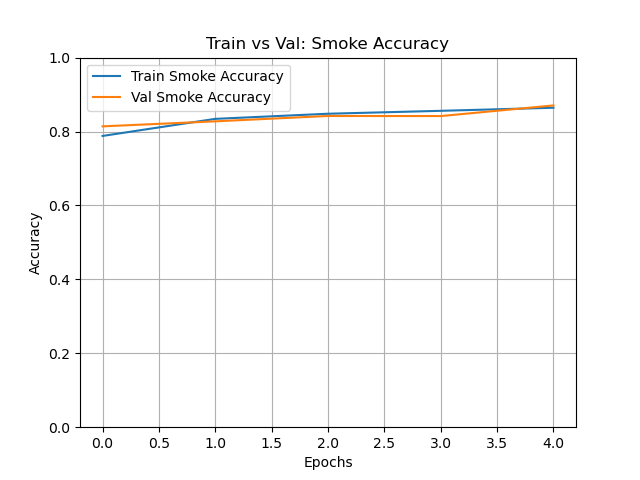 Train vs Val: Smoke Accuracy
1.0
Train Smoke Accuracy
Val Smoke Accuracy
0.8
0.6
Accuracy
0.4
0.2
0.0
0.0 0.5 1.0 1.5 2.0 2.5 3.0 3.5 4.0
Epochs